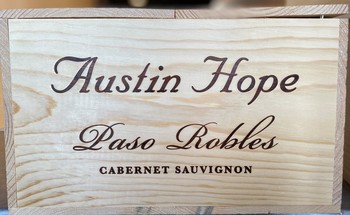 Austin Hope
Paso Robles
CABERNET SAUVIGNON